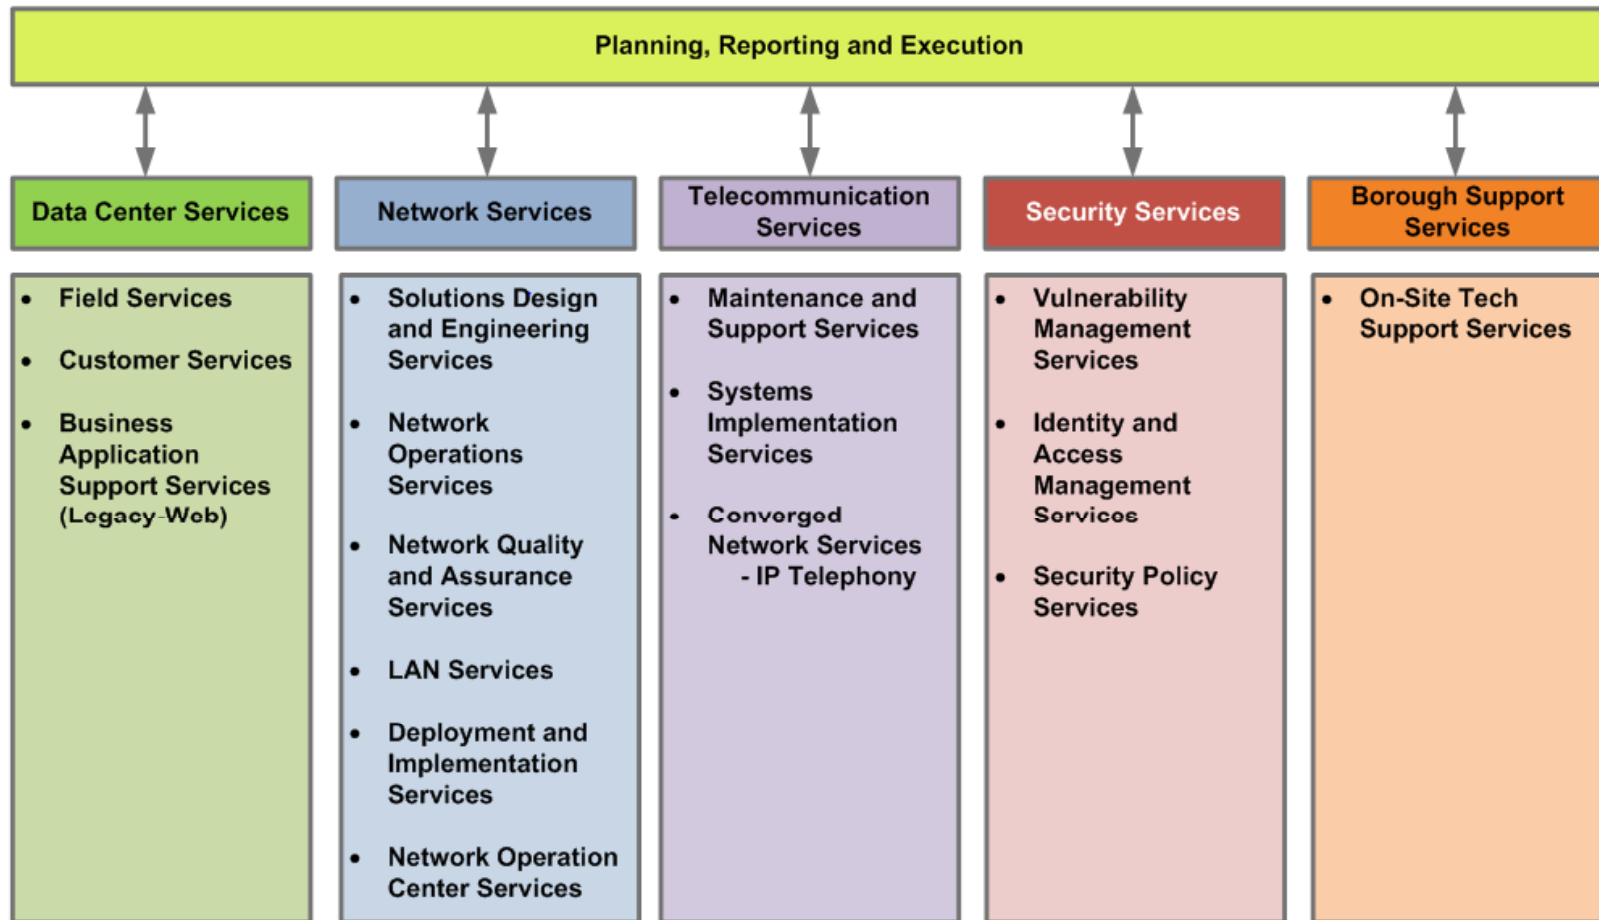 Planning, Reporting and Execution
Data Center Services
Network Services
Telecommunication
Services
Security Services
Borough Support
Services
• Field Services
• Customer Services
• Business
Application
Support Services
(Legacy-Web)
• Solutions Design
and Engineering
Services
• Network
Operations
Services
• Network Quality
and Assurance
Services
• LAN Services
• Deployment and
Implementation
Services
• Network Operation
Center Services
• Maintenance and
Support Services
• Systems
Implementation
Services
• Converged
Network Services
- IP Telephony
• Vulnerability
Management
Services
• Identity and
Access
Management
Services
• Security Policy
Services
• On-Site Tech
Support Services